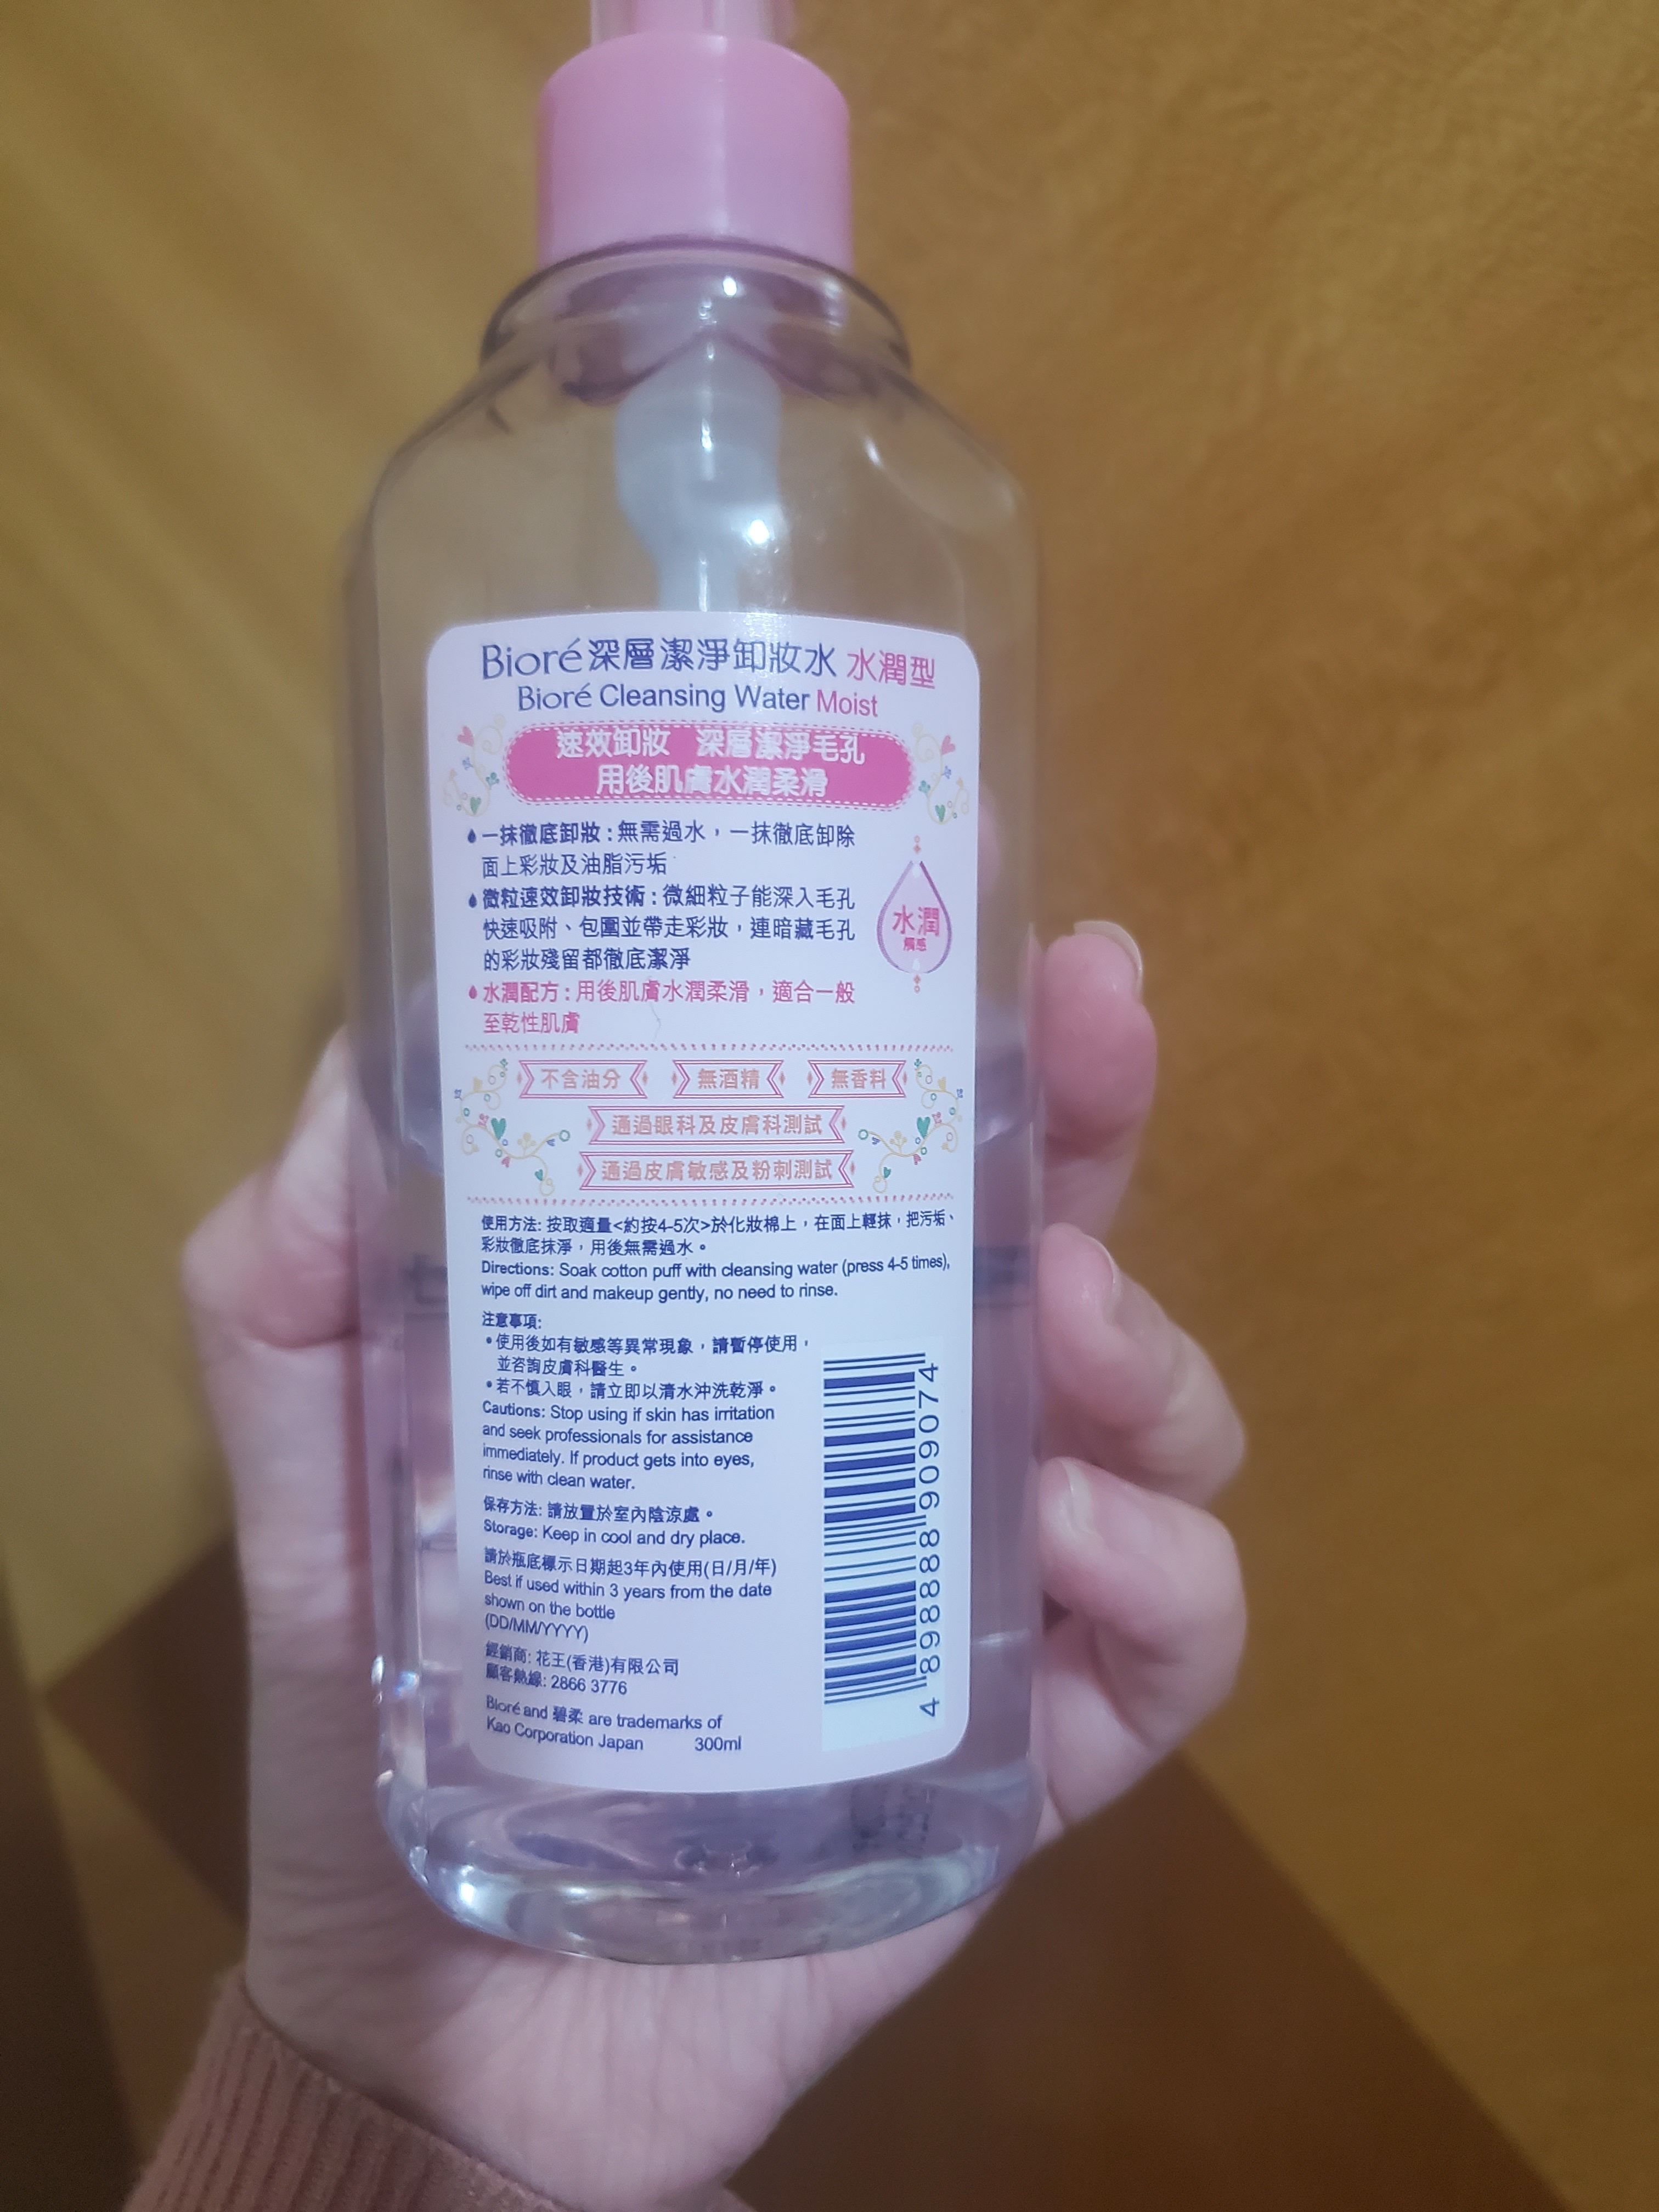 Bioré深層潔淨卸妝水 水潤型
Bioré Cleansing Water Moist
速效卸妝 深層潔淨毛孔
用後肌膚水潤柔滑
一抹徹底卸妝:無需過水，一抹徹底卸除
面上彩妝及油脂污垢
微粒速效卸妝技術:微細粒子能深入毛孔
快速吸附、包圍並帶走彩妝，連暗藏毛孔
的彩妝殘留都徹底潔淨
水潤
觸感
水潤配方:用後肌膚水潤柔滑，適合一般
至乾性肌膚
不含油分 無酒精 無香料
通過眼科及皮膚科測試
通過皮膚敏感及粉刺測試
使用方法: 按取適量<約按4-5次>於化妝棉上，在面上輕抹，把污垢、
彩妝徹底抹淨，用後無需過水。
Directions: Soak cotton puff with cleansing water (press 4-5 times),
wipe off dirt and makeup gently, no need to rinse.
注意事項:
•使用後如有敏感等異常現象，請暫停使用，
並咨詢皮膚科醫生。
•若不慎入眼，請立即以清水沖洗乾淨。
Cautions: Stop using if skin has irritation
and seek professionals for assistance
immediately. If product gets into eyes,
rinse with clean water.
保存方法: 請放置於室內陰涼處。
Storage: Keep in cool and dry place.
請於瓶底標示日期起3年內使用(日/月/年)
Best if used within 3 years from the date
shown on the bottle
(DD/MM/YYYY)
經銷商: 花王(香港)有限公司
顧客熱線: 2866 3776
Bioré and 碧柔 are trademarks of
Kao Corporation Japan 300ml
4 898888 909074